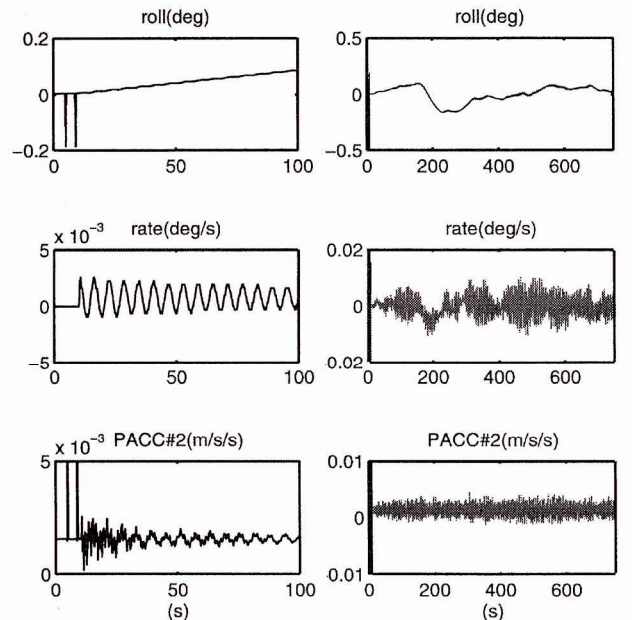 roll(deg) roll(deg)
0.2 0.5
0 0
−0.2 −0.5
0 50 100 0 200 400 600
x 10⁻³ rate(deg/s) rate(deg/s)
5 0.02
0 0
−5 −0.02
0 50 100 0 200 400 600
x 10⁻³ PACC#2(m/s/s) PACC#2(m/s/s)
5 0.01
0
0 −0.01
0 50 100 0 200 400 600
(s) (s)